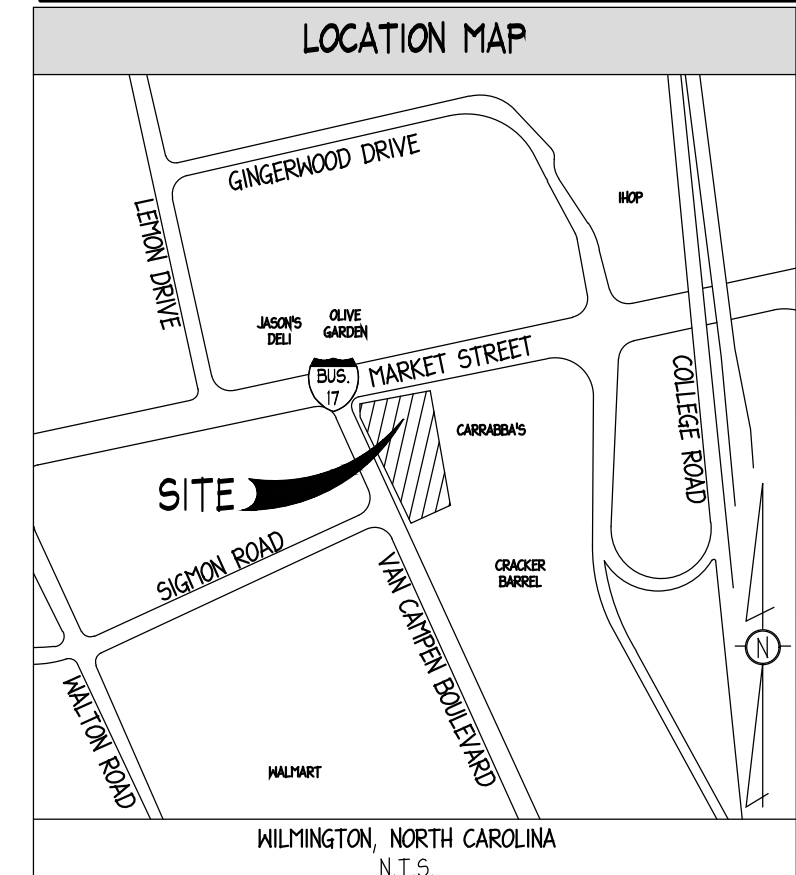 LOCATION MAP
GINGERWOOD DRIVE
IHOP
LEMON DRIVE
JASON'S
DELI
OLIVE
GARDEN
MARKET STREET
BUS.
17
COLLEGE ROAD
CARRABBA'S
SITE
SIGMON ROAD
VAN CAMPEN BOULEVARD
CRACKER
BARREL
N
WALTON ROAD
WALMART
WILMINGTON, NORTH CAROLINA
N.T.S.